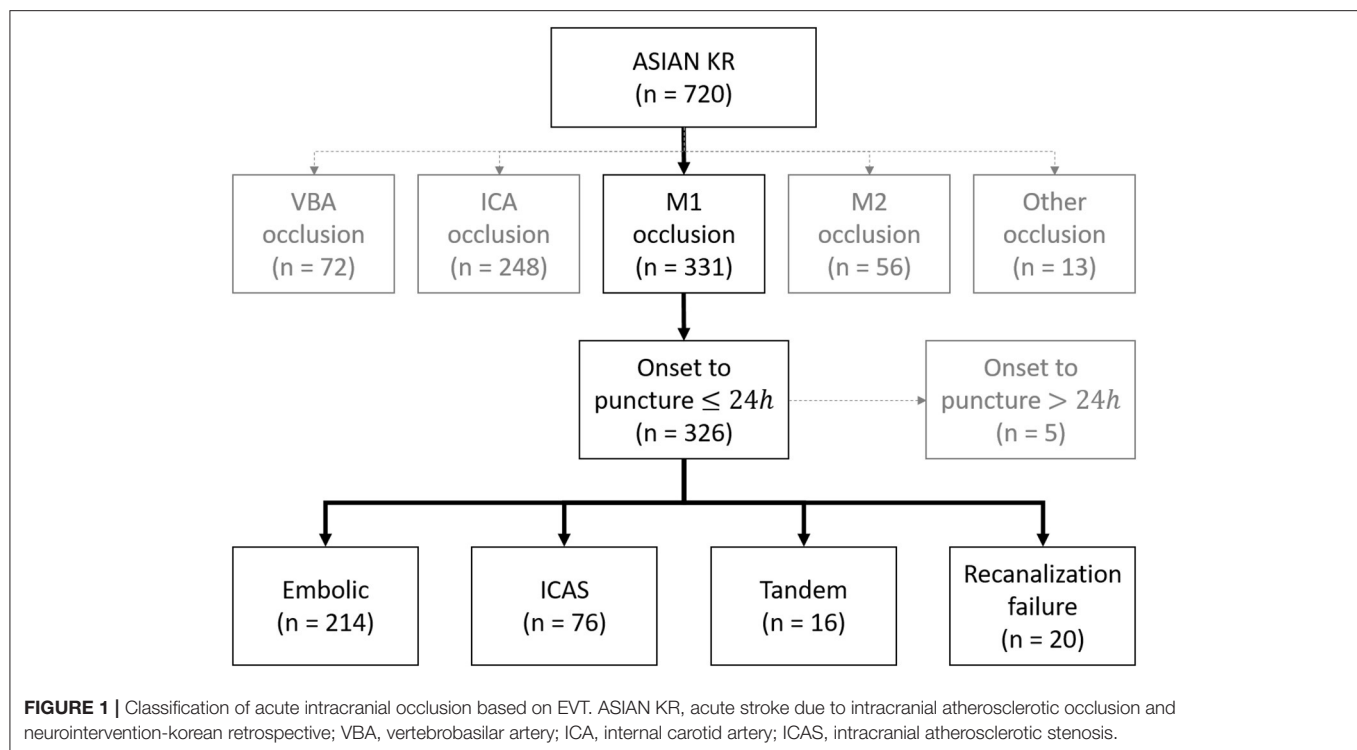 ASIAN KR
(n = 720)
VBA
occlusion
(n = 72)
ICA
occlusion
(n = 248)
M1
occlusion
(n = 331)
M2
occlusion
(n = 56)
Other
occlusion
(n = 13)
Onset to
puncture ≤ 24h
(n = 326)
Onset to
puncture > 24h
(n = 5)
Embolic
(n = 214)
ICAS
(n = 76)
Tandem
(n = 16)
Recanalization
failure
(n = 20)
FIGURE 1 | Classification of acute intracranial occlusion based on EVT. ASIAN KR, acute stroke due to intracranial atherosclerotic occlusion and
neurointervention-korean retrospective; VBA, vertebrobasilar artery; ICA, internal carotid artery; ICAS, intracranial atherosclerotic stenosis.